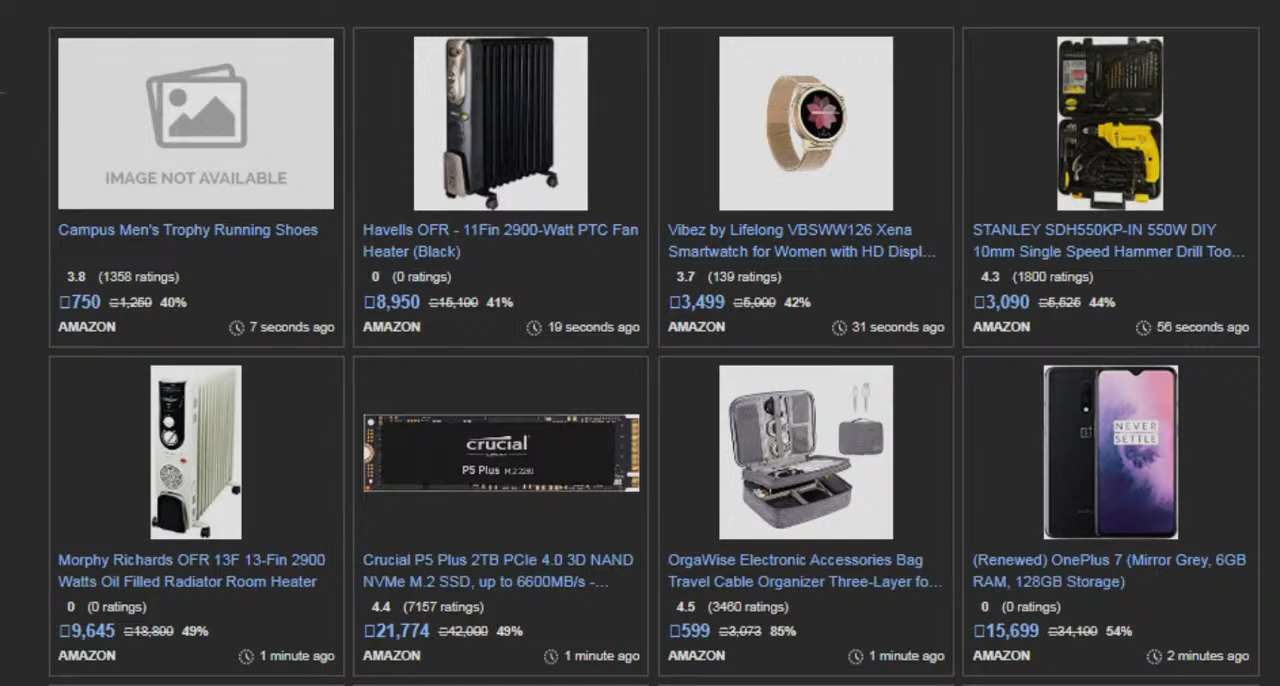 IMAGE NOT AVAILABLE
Campus Men's Trophy Running Shoes
3.8 (1358 ratings)
750 1,250 40%
AMAZON 7 seconds ago
Havells OFR - 11Fin 2900-Watt PTC Fan
Heater (Black)
0 (0 ratings)
8,950 15,100 41%
AMAZON 19 seconds ago
Vibez by Lifelong VBSWW126 Xena
Smartwatch for Women with HD Displ...
3.7 (139 ratings)
3,499 6,000 42%
AMAZON 31 seconds ago
STANLEY SDH550KP-IN 550W DIY
10mm Single Speed Hammer Drill Too...
4.3 (1800 ratings)
3,090 5,525 44%
AMAZON 56 seconds ago
Morphy Richards OFR 13F 13-Fin 2900
Watts Oil Filled Radiator Room Heater
0 (0 ratings)
9,645 18,800 49%
AMAZON 1 minute ago
crucial
P5 Plus M.2 2280
Crucial P5 Plus 2TB PCIe 4.0 3D NAND
NVMe M.2 SSD, up to 6600MB/s -...
4.4 (7157 ratings)
21,774 42,000 49%
AMAZON 1 minute ago
OrgaWise Electronic Accessories Bag
Travel Cable Organizer Three-Layer fo...
4.5 (3460 ratings)
599 3,973 85%
AMAZON 1 minute ago
NEVER
SETTLE
(Renewed) OnePlus 7 (Mirror Grey, 6GB
RAM, 128GB Storage)
0 (0 ratings)
15,699 34,100 54%
AMAZON 2 minutes ago